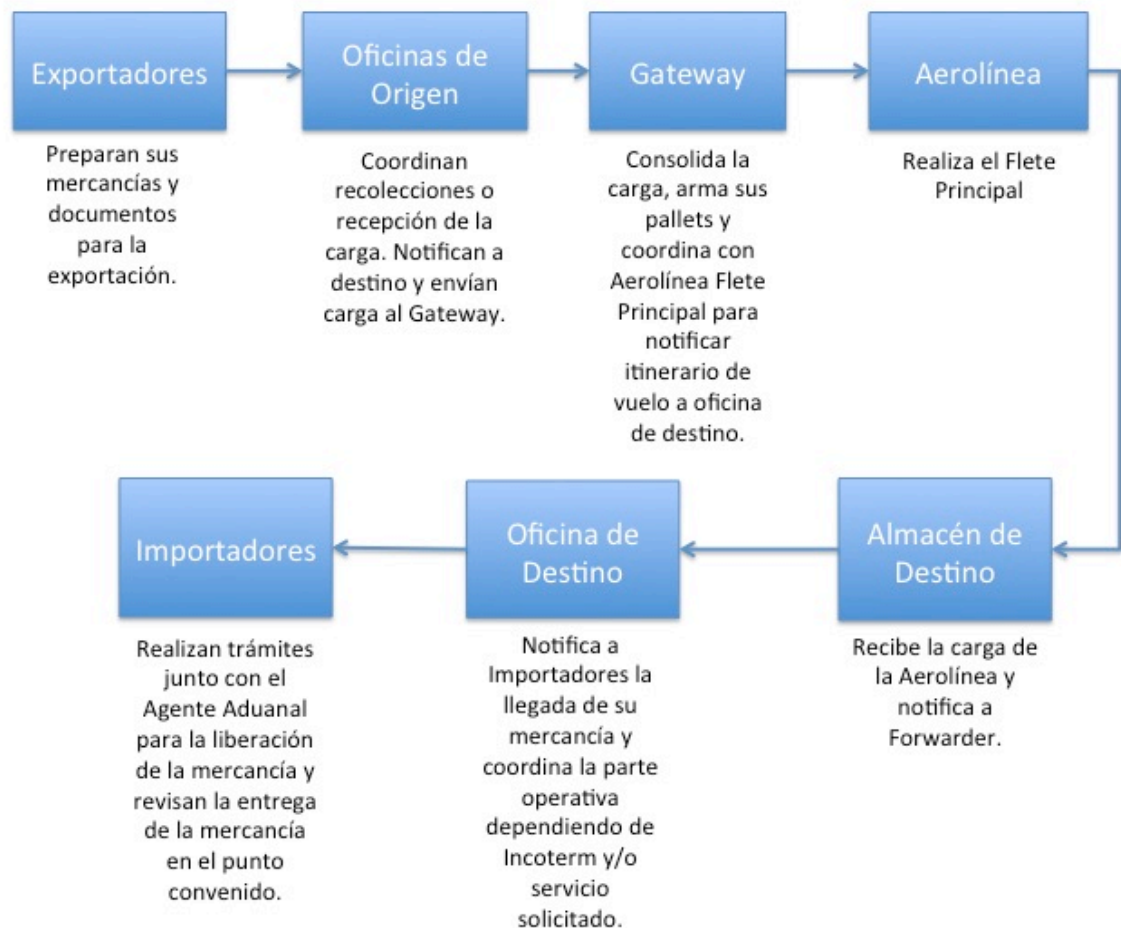 Exportadores
Preparan sus
mercancías y
documentos
para la
exportación.
Oficinas de
Origen
Coordinan
recolecciones o
recepción de la
carga. Notifican a
destino y envían
carga al Gateway.
Gateway
Consolida la
carga, arma sus
pallets y
coordina con
Aerolínea Flete
Principal para
notificar
itinerario de
vuelo a oficina
de destino.
Aerolínea
Realiza el Flete
Principal
Almacén de
Destino
Recibe la carga de
la Aerolínea y
notifica a
Forwarder.
Oficina de
Destino
Notifica a
Importadores la
llegada de su
mercancía y
coordina la parte
operativa
dependiendo de
Incoterm y/o
servicio
solicitado.
Importadores
Realizan trámites
junto con el
Agente Aduanal
para la liberación
de la mercancía y
revisan la entrega
de la mercancía
en el punto
convenido.